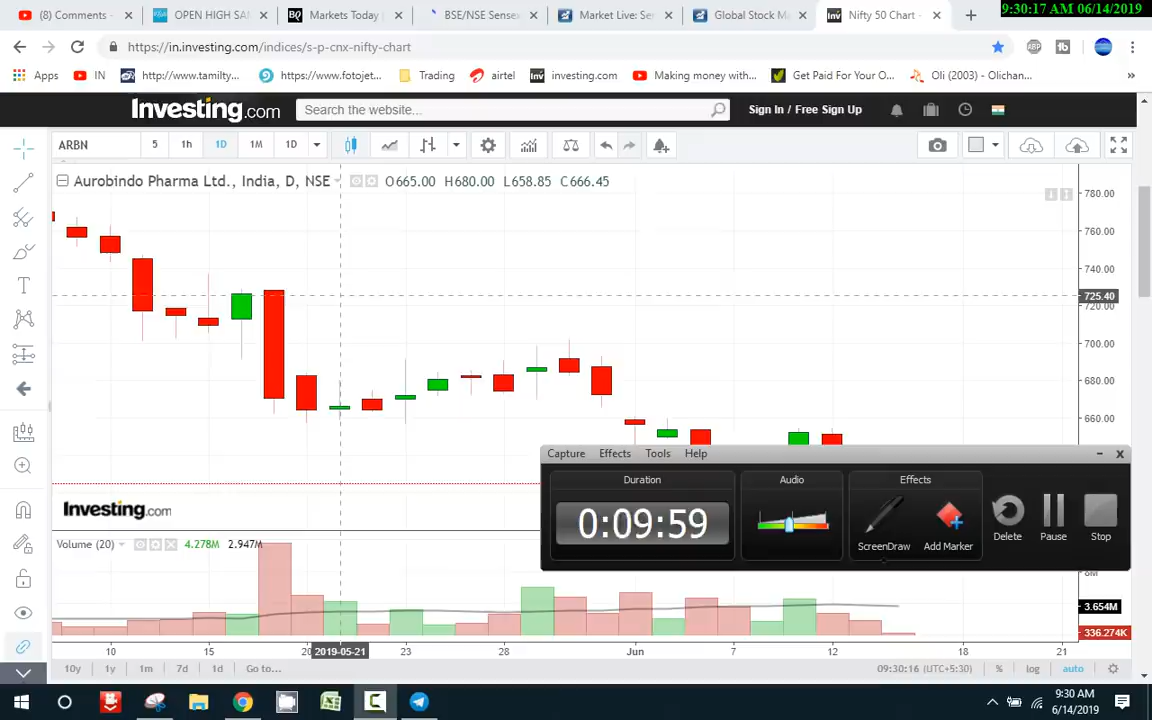 (8) Comments -
OPEN HIGH SAM
Markets Today
BSE/NSE Sensex
Market Live: Sen
Global Stock Ma
Nifty 50 Chart -
9:30:17 AM 06/14/2019
https://in.investing.com/indices/s-p-cnx-nifty-chart
Apps
IN
http://www.tamilty...
https://www.fotojet...
Trading
airtel
investing.com
Making money with...
Get Paid For Your O...
Oli (2003) - Olichan...
Investing.com
Search the website...
Sign In / Free Sign Up
ARBN
5
1h
1D
1M
1D
Aurobindo Pharma Ltd., India, D, NSE
O665.00 H680.00 L658.85 C666.45
780.00
760.00
740.00
725.40
720.00
700.00
680.00
660.00
Capture Effects Tools Help
Duration
Audio
Effects
0:09:59
ScreenDraw
Add Marker
Delete
Pause
Stop
Investing.com
Volume (20)
4.278M
2.947M
8M
3.654M
336.274K
10
15
20
2019-05-21
23
28
Jun
7
12
18
21
10y
1y
1m
7d
1d
Go to...
09:30:16 (UTC+5:30)
%
log
auto
9:30 AM
6/14/2019